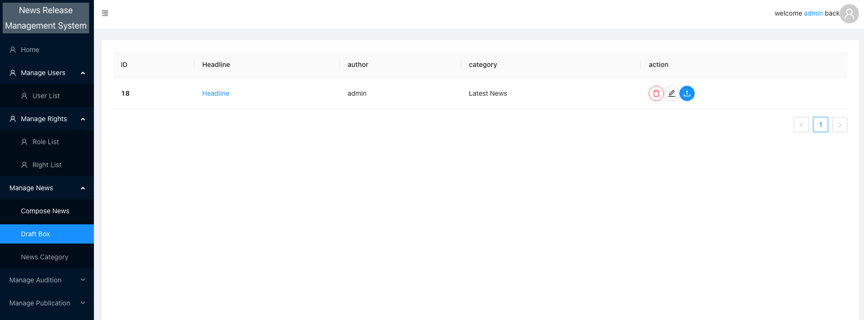 News Release
Management System
welcome admin back
Home
Manage Users
User List
Manage Rights
Role List
Right List
Manage News
Compose News
Draft Box
News Category
Manage Audition
Manage Publication
ID Headline author category action
18 Headline admin Latest News
1